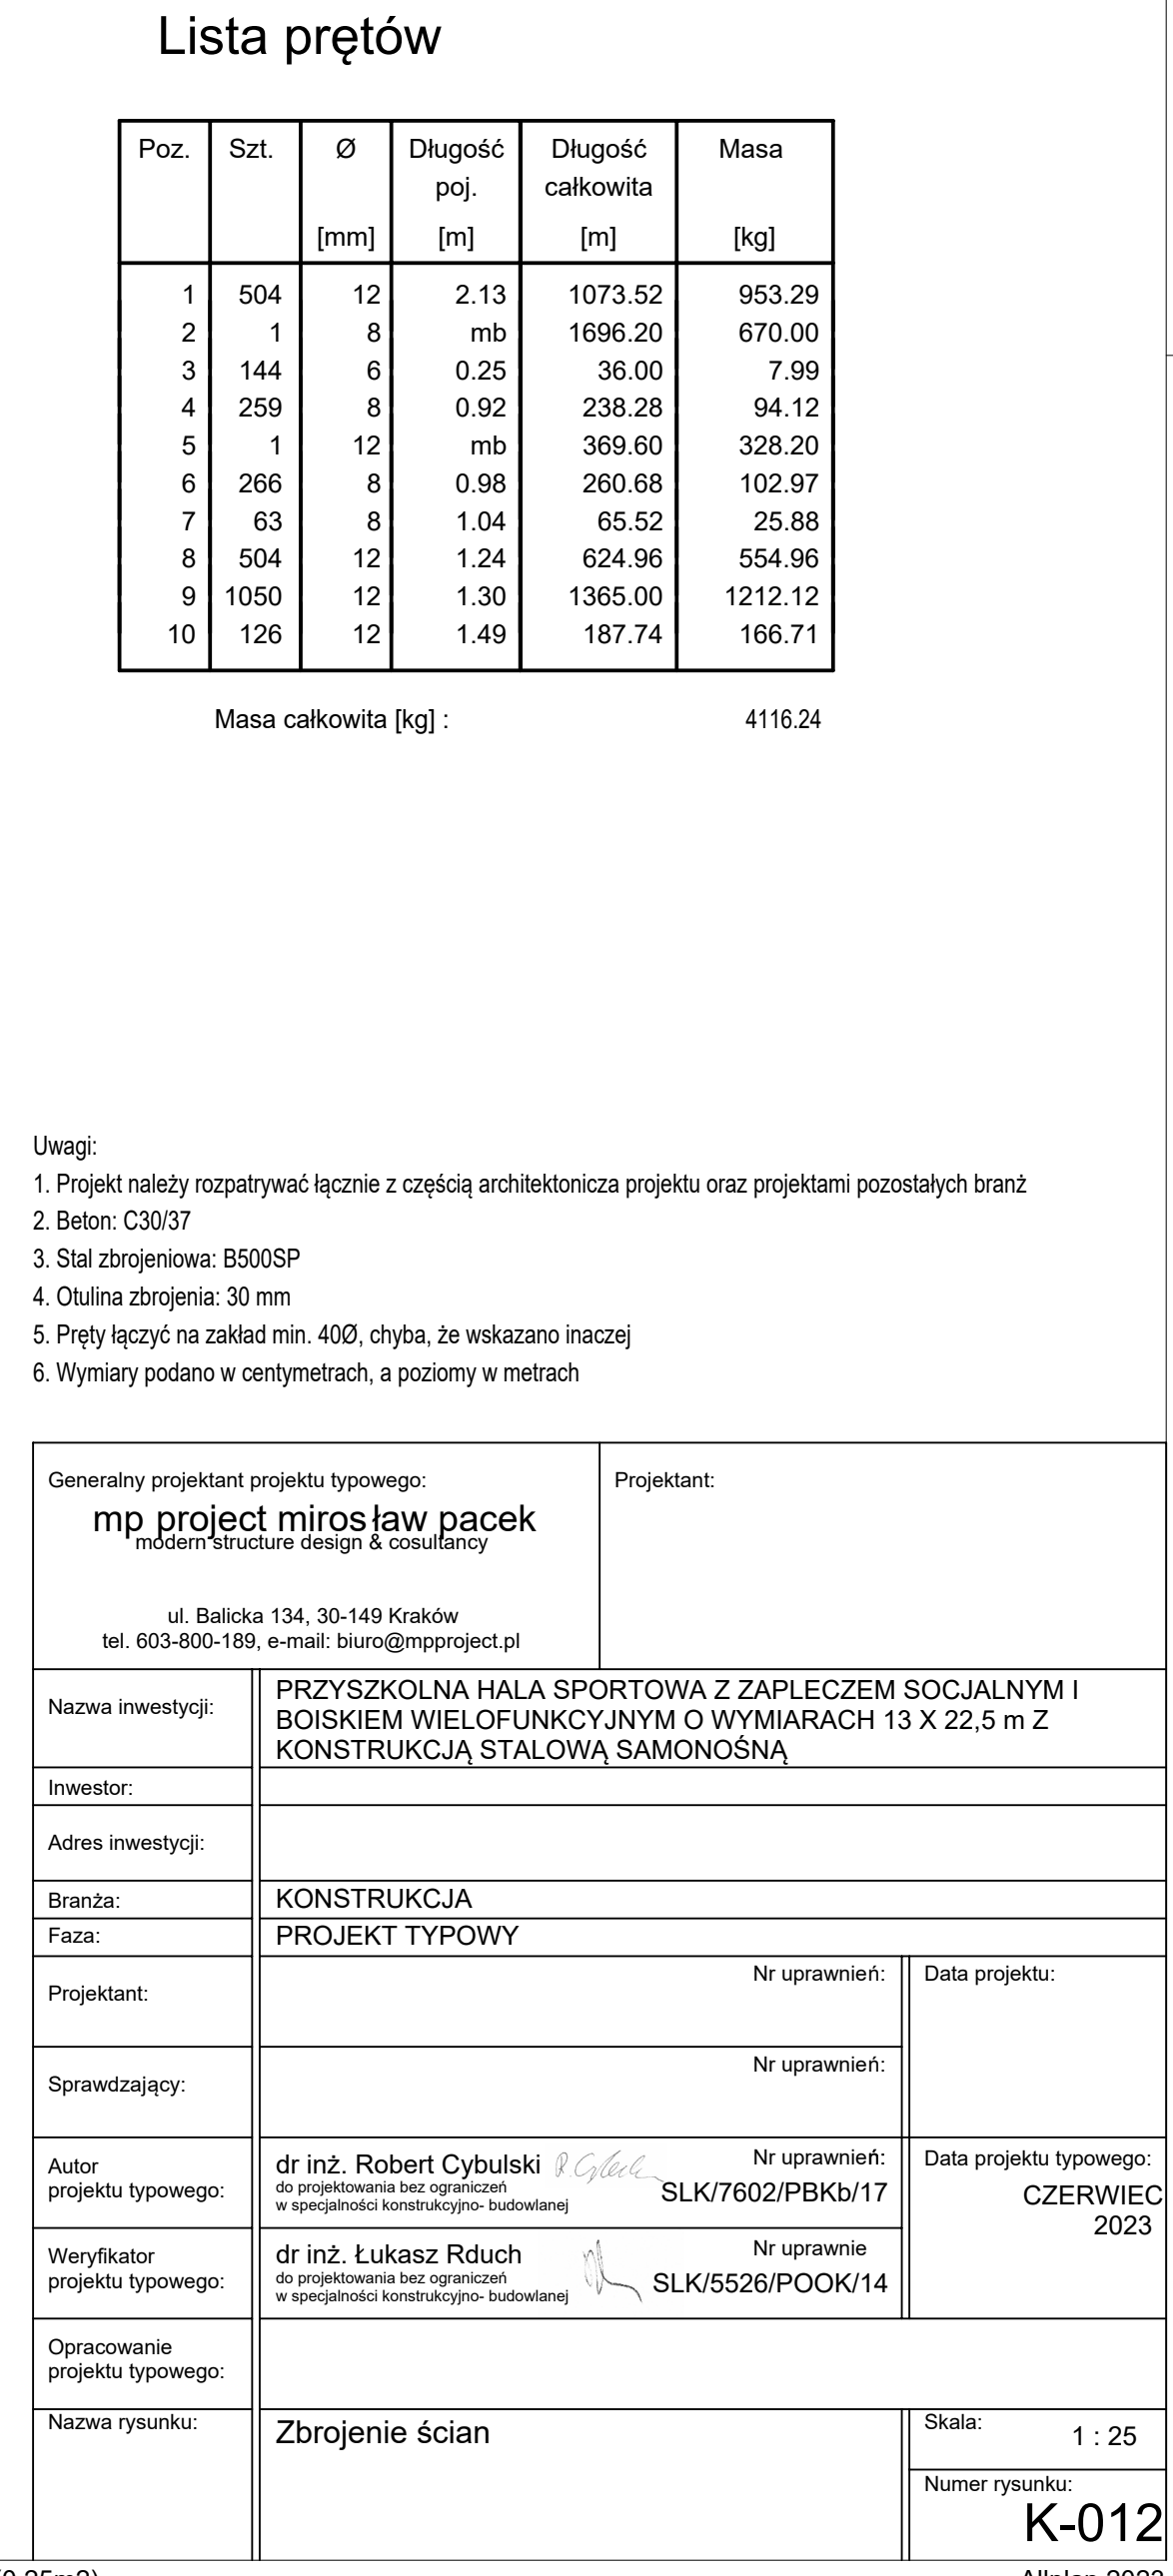 Lista prętów
Poz. Szt. Ø Długość Długość Masa
poj. całkowita
[mm] [m] [m] [kg]
1 504 12 2.13 1073.52 953.29
2 1 8 mb 1696.20 670.00
3 144 6 0.25 36.00 7.99
4 259 8 0.92 238.28 94.12
5 1 12 mb 369.60 328.20
6 266 8 0.98 260.68 102.97
7 63 8 1.04 65.52 25.88
8 504 12 1.24 624.96 554.96
9 1050 12 1.30 1365.00 1212.12
10 126 12 1.49 187.74 166.71
Masa całkowita [kg] : 4116.24
Uwagi:
1. Projekt należy rozpatrywać łącznie z częścią architektonicza projektu oraz projektami pozostałych branż
2. Beton: C30/37
3. Stal zbrojeniowa: B500SP
4. Otulina zbrojenia: 30 mm
5. Pręty łączyć na zakład min. 40Ø, chyba, że wskazano inaczej
6. Wymiary podano w centymetrach, a poziomy w metrach
Generalny projektant projektu typowego: Projektant:
mp project mirosław pacek
modern structure design & cosultancy
ul. Balicka 134, 30-149 Kraków
tel. 603-800-189, e-mail: biuro@mpproject.pl
Nazwa inwestycji: PRZYSZKOLNA HALA SPORTOWA Z ZAPLECZEM SOCJALNYM I
BOISKIEM WIELOFUNKCYJNYM O WYMIARACH 13 X 22,5 m Z
KONSTRUKCJĄ STALOWĄ SAMONOŚNĄ
Inwestor:
Adres inwestycji:
Branża: KONSTRUKCJA
Faza: PROJEKT TYPOWY
Projektant: Nr uprawnień: Data projektu:
Sprawdzający: Nr uprawnień:
Autor
projektu typowego: dr inż. Robert Cybulski Nr uprawnień: Data projektu typowego:
do projektowania bez ograniczeń
w specjalności konstrukcyjno- budowlanej SLK/7602/PBKb/17 CZERWIEC
2023
Weryfikator
projektu typowego: dr inż. Łukasz Rduch Nr uprawnie
do projektowania bez ograniczeń
w specjalności konstrukcyjno- budowlanej SLK/5526/POOK/14
Opracowanie
projektu typowego:
Nazwa rysunku: Zbrojenie ścian Skala: 1 : 25
Numer rysunku:
K-012